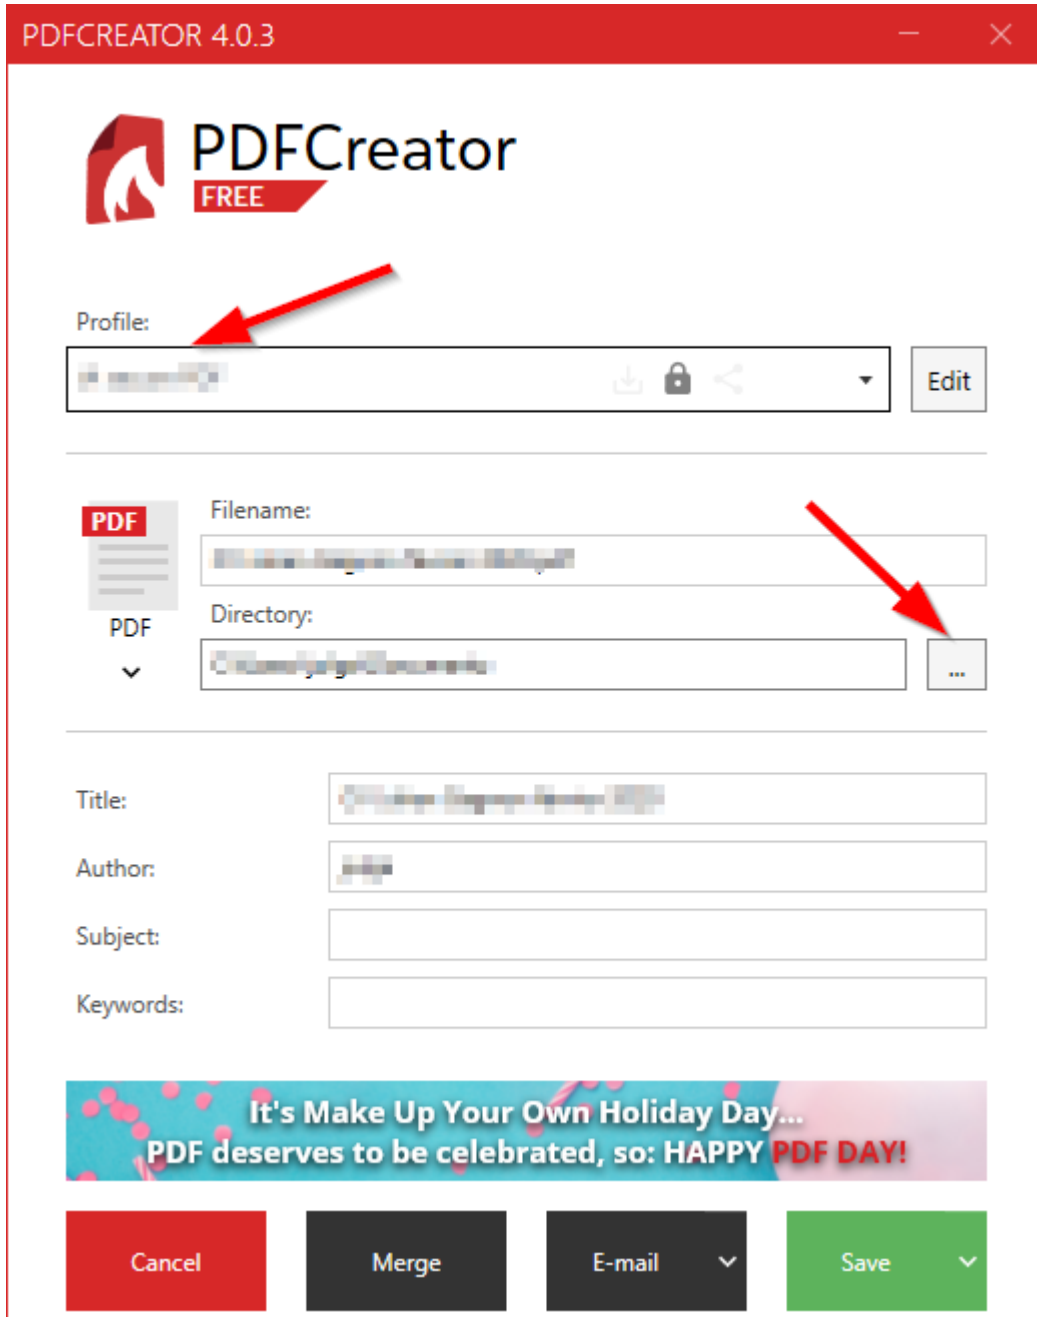 PDFCREATOR 4.0.3
PDFCreator
FREE
Profile:
Edit
PDF
Filename:
Directory:
PDF
...
Title:
Author:
Subject:
Keywords:
It's Make Up Your Own Holiday Day...
PDF deserves to be celebrated, so: HAPPY PDF DAY!
Cancel
Merge
E-mail
Save